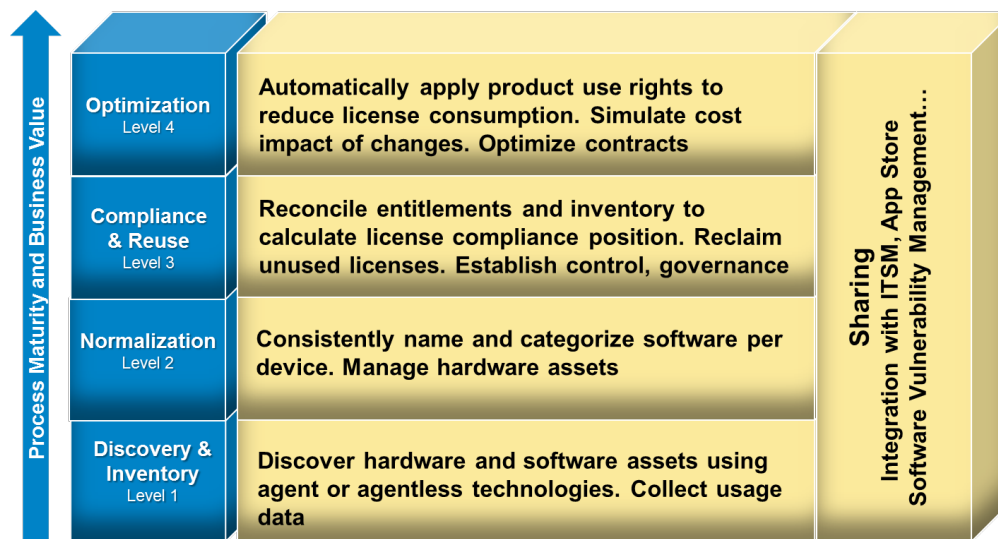 Process Maturity and Business Value
Optimization
Level 4
Automatically apply product use rights to
reduce license consumption. Simulate cost
impact of changes. Optimize contracts
Compliance
& Reuse
Level 3
Reconcile entitlements and inventory to
calculate license compliance position. Reclaim
unused licenses. Establish control, governance
Normalization
Level 2
Consistently name and categorize software per
device. Manage hardware assets
Discovery &
Inventory
Level 1
Discover hardware and software assets using
agent or agentless technologies. Collect usage
data
Sharing
Integration with ITSM, App Store
Software Vulnerability Management...